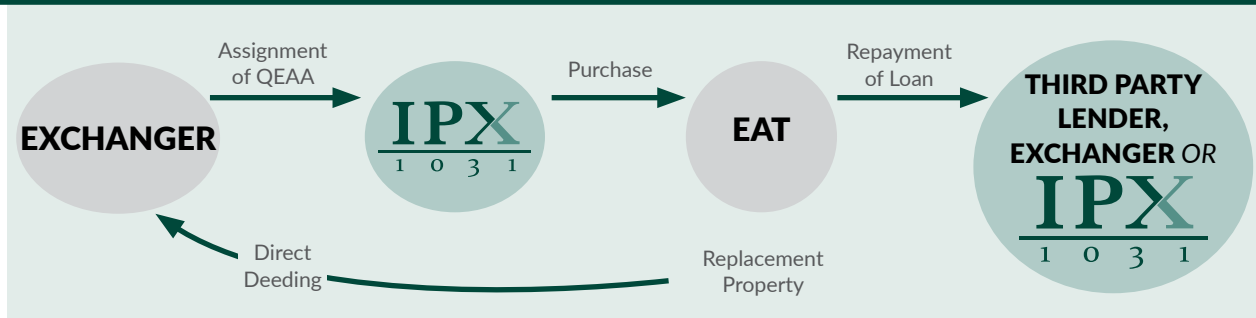 Assignment
of QEAA
Purchase
Repayment
of Loan
EXCHANGER
IPX
1 0 3 1
EAT
THIRD PARTY
LENDER,
EXCHANGER OR
IPX
1 0 3 1
Direct
Deeding
Replacement
Property